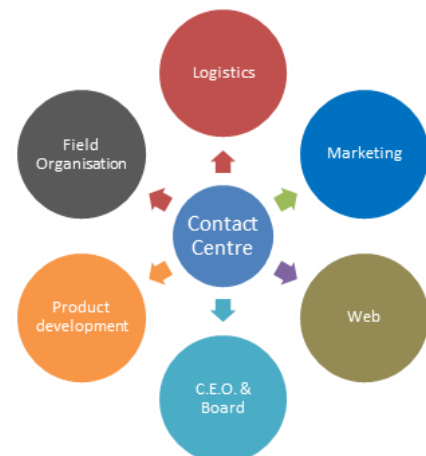 Logistics
Field
Organisation
Marketing
Contact
Centre
Product
development
Web
C.E.O. &
Board